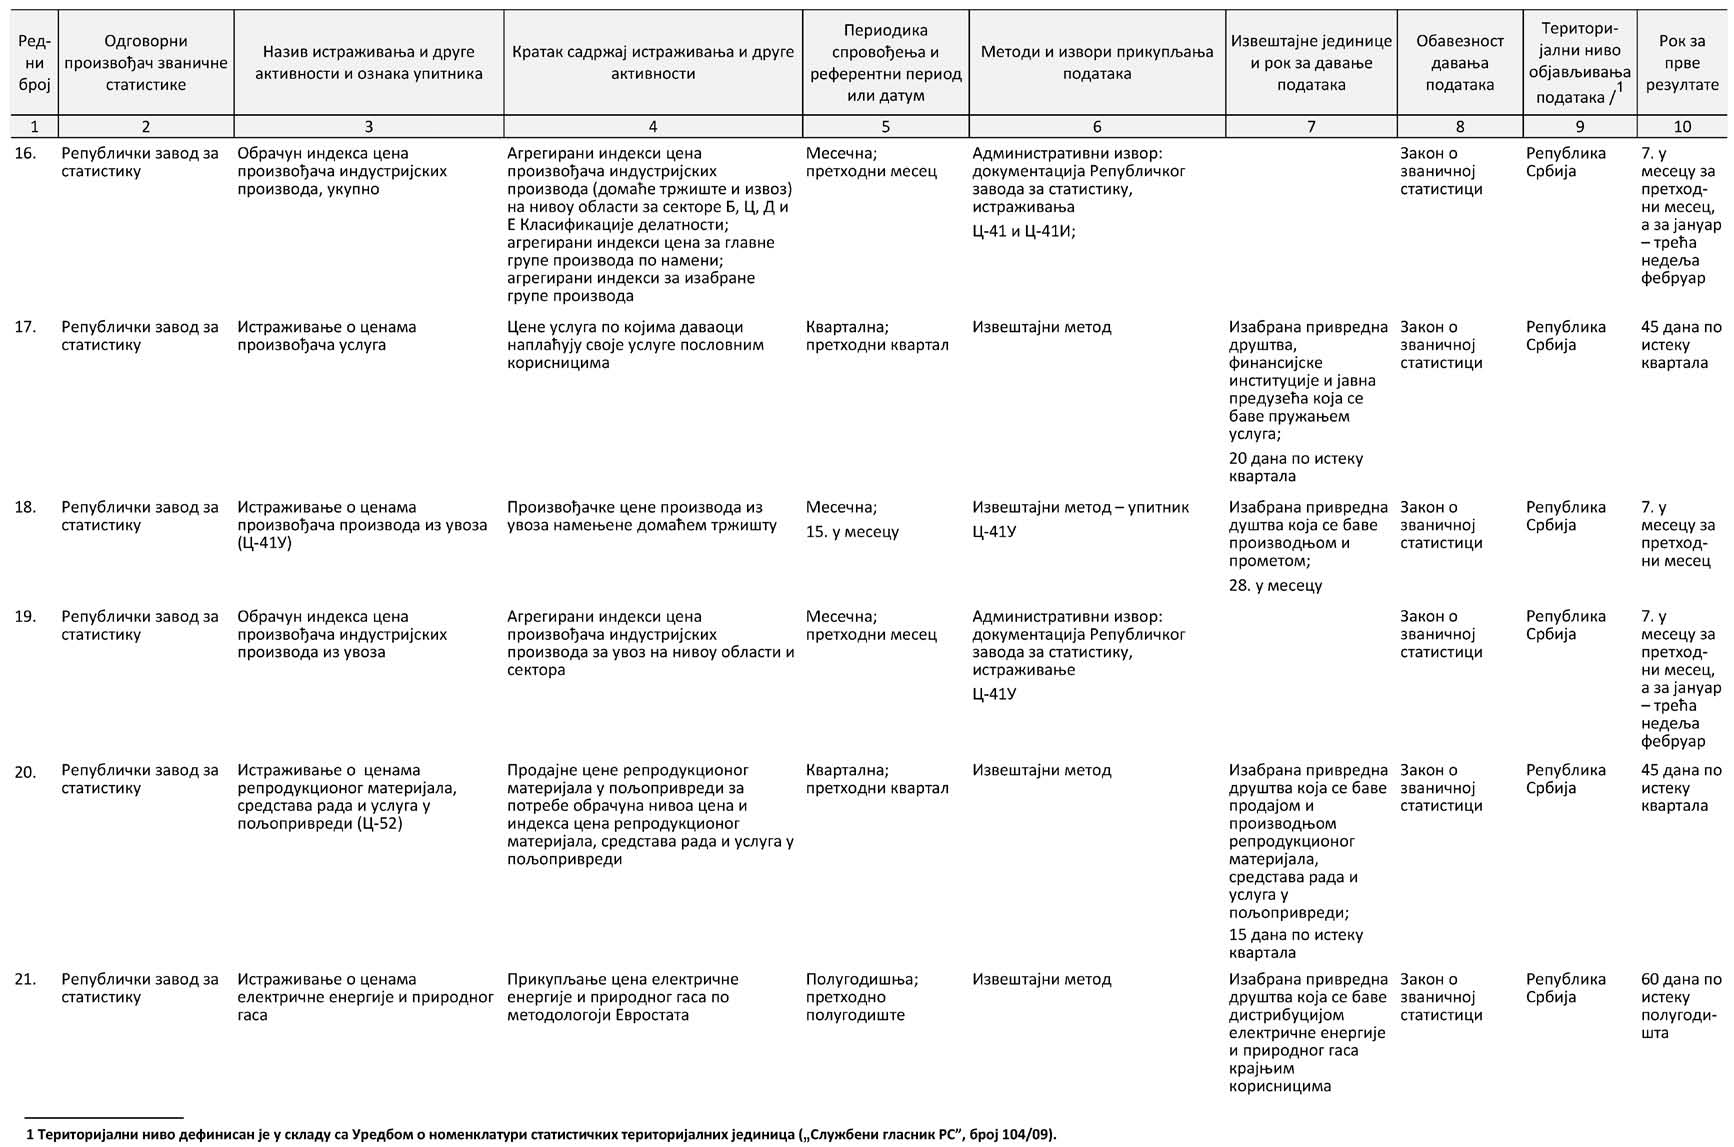 Ред-
ни
број
Одговорни
произвођач званичне
статистике
Назив истраживања и друге
активности и ознака упитника
Кратак садржај истраживања и друге
активности
Периодика
спровођења и
референтни период
или датум
Методи и извори прикупљања
података
Извештајне јединице
и рок за давање
података
Обавезност
давања
података
Територи-
јални ниво
објављивања
података /1
Рок за
прве
резултате
1 2 3 4 5 6 7 8 9 10
16.
Републички завод за
статистику
Обрачун индекса цена
произвођача индустријских
производа, укупно
Агрегирани индекси цена
произвођача индустријских
производа (домаће тржиште и извоз)
на нивоу области за секторе Б, Ц, Д и
Е Класификације делатности;
агрегирани индекси цена за главне
групе производа по намени;
агрегирани индекси за изабране
групе производа
Месечна;
претходни месец
Административни извор:
документација Републичког
завода за статистику,
истраживања
Ц-41 и Ц-41И;
Закон о
званичној
статистици
Република
Србија
7. у
месецу за
претход-
ни месец,
а за јануар
– трећа
недеља
фебруар
17.
Републички завод за
статистику
Истраживање о ценама
произвођача услуга
Цене услуга по којима даваоци
наплаћују своје услуге пословним
корисницима
Квартална;
претходни квартал
Извештајни метод
Изабрана привредна
друштва,
финансијске
институције и јавна
предузећа која се
баве пружањем
услуга;
20 дана по истеку
квартала
Закон о
званичној
статистици
Република
Србија
45 дана по
истеку
квартала
18.
Републички завод за
статистику
Истраживање о ценама
произвођача производа из увоза
(Ц-41У)
Произвођачке цене производа из
увоза намењене домаћем тржишту
Месечна;
15. у месецу
Извештајни метод – упитник
Ц-41У
Изабрана привредна
душтва која се баве
производњом и
прометом;
28. у месецу
Закон о
званичној
статистици
Република
Србија
7. у
месецу за
претход-
ни месец
19.
Републички завод за
статистику
Обрачун индекса цена
произвођача индустријских
производа из увоза
Агрегирани индекси цена
произвођача индустријских
производа за увоз на нивоу области и
сектора
Месечна;
претходни месец
Административни извор:
документација Републичког
завода за статистику,
истраживање
Ц-41У
Закон о
званичној
статистици
Република
Србија
7. у
месецу за
претход-
ни месец,
а за јануар
– трећа
недеља
фебруар
20.
Републички завод за
статистику
Истраживање о  ценама
репродукционог материјала,
средстава рада и услуга у
пољопривреди (Ц-52)
Продајне цене репродукционог
материјала у пољопривреди за
потребе обрачуна нивоа цена и
индекса цена репродукционог
материјала, средстава рада и услуга у
пољопривреди
Квартална;
претходни квартал
Извештајни метод
Изабрана привредна
друштва која се баве
продајом и
производњом
репродукционог
материјала,
средстава рада и
услуга у
пољопривреди;
15 дана по истеку
квартала
Закон о
званичној
статистици
Република
Србија
45 дана по
истеку
квартала
21.
Републички завод за
статистику
Истраживање о ценама
електричне енергије и природног
гаса
Прикупљање цена електричне
енергије и природног гаса по
методологоји Евростата
Полугодишња;
претходно
полугодиште
Извештајни метод
Изабрана привредна
друштва која се баве
дистрибуцијом
електричне енергије
и природног гаса
крајњим
корисницима
Закон о
званичној
статистици
Република
Србија
60 дана по
истеку
полугоди-
шта
1 Територијални ниво дефинисан је у складу са Уредбом о номенклатури статистичких територијалних јединица („Службени гласник РС”, број 104/09).